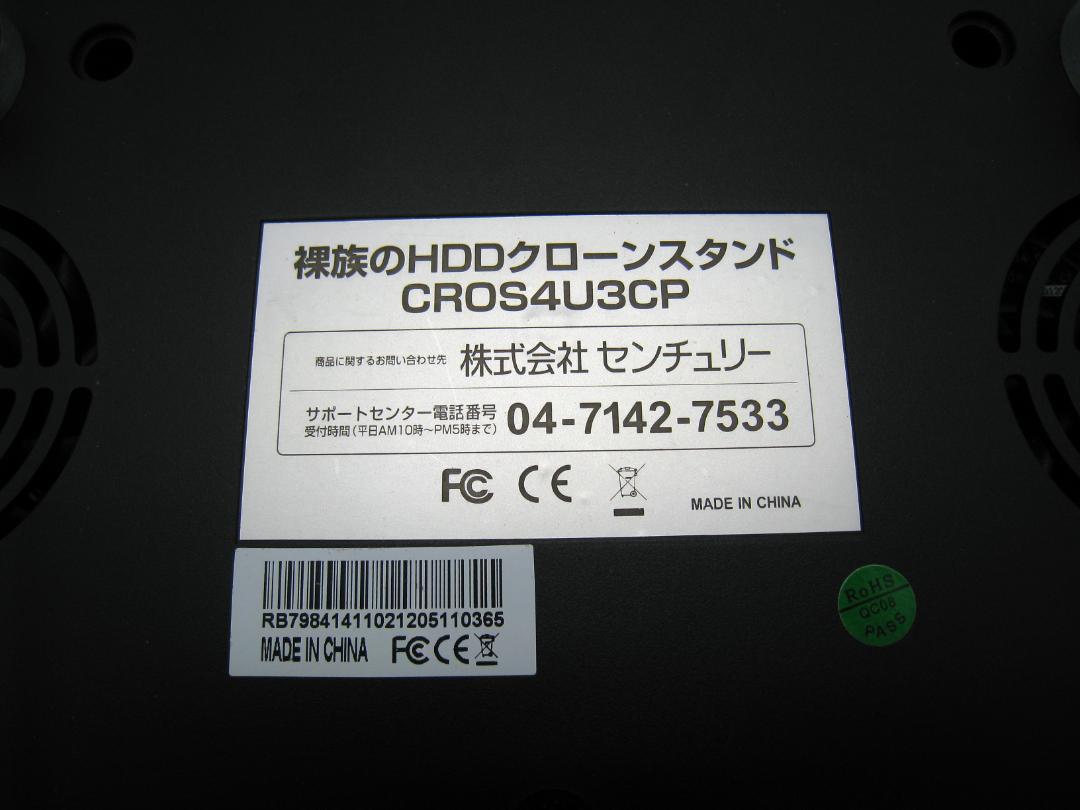 裸族のHDDクローンスタンド
CROS4U3CP
商品に関するお問い合わせ先 株式会社 センチュリー
サポートセンター電話番号 04-7142-7533
受付時間(平日AM10時～PM5時まで)
FC CE
MADE IN CHINA
RB79841411021205110365
MADE IN CHINA FC CE
RoHS
QC08
PASS